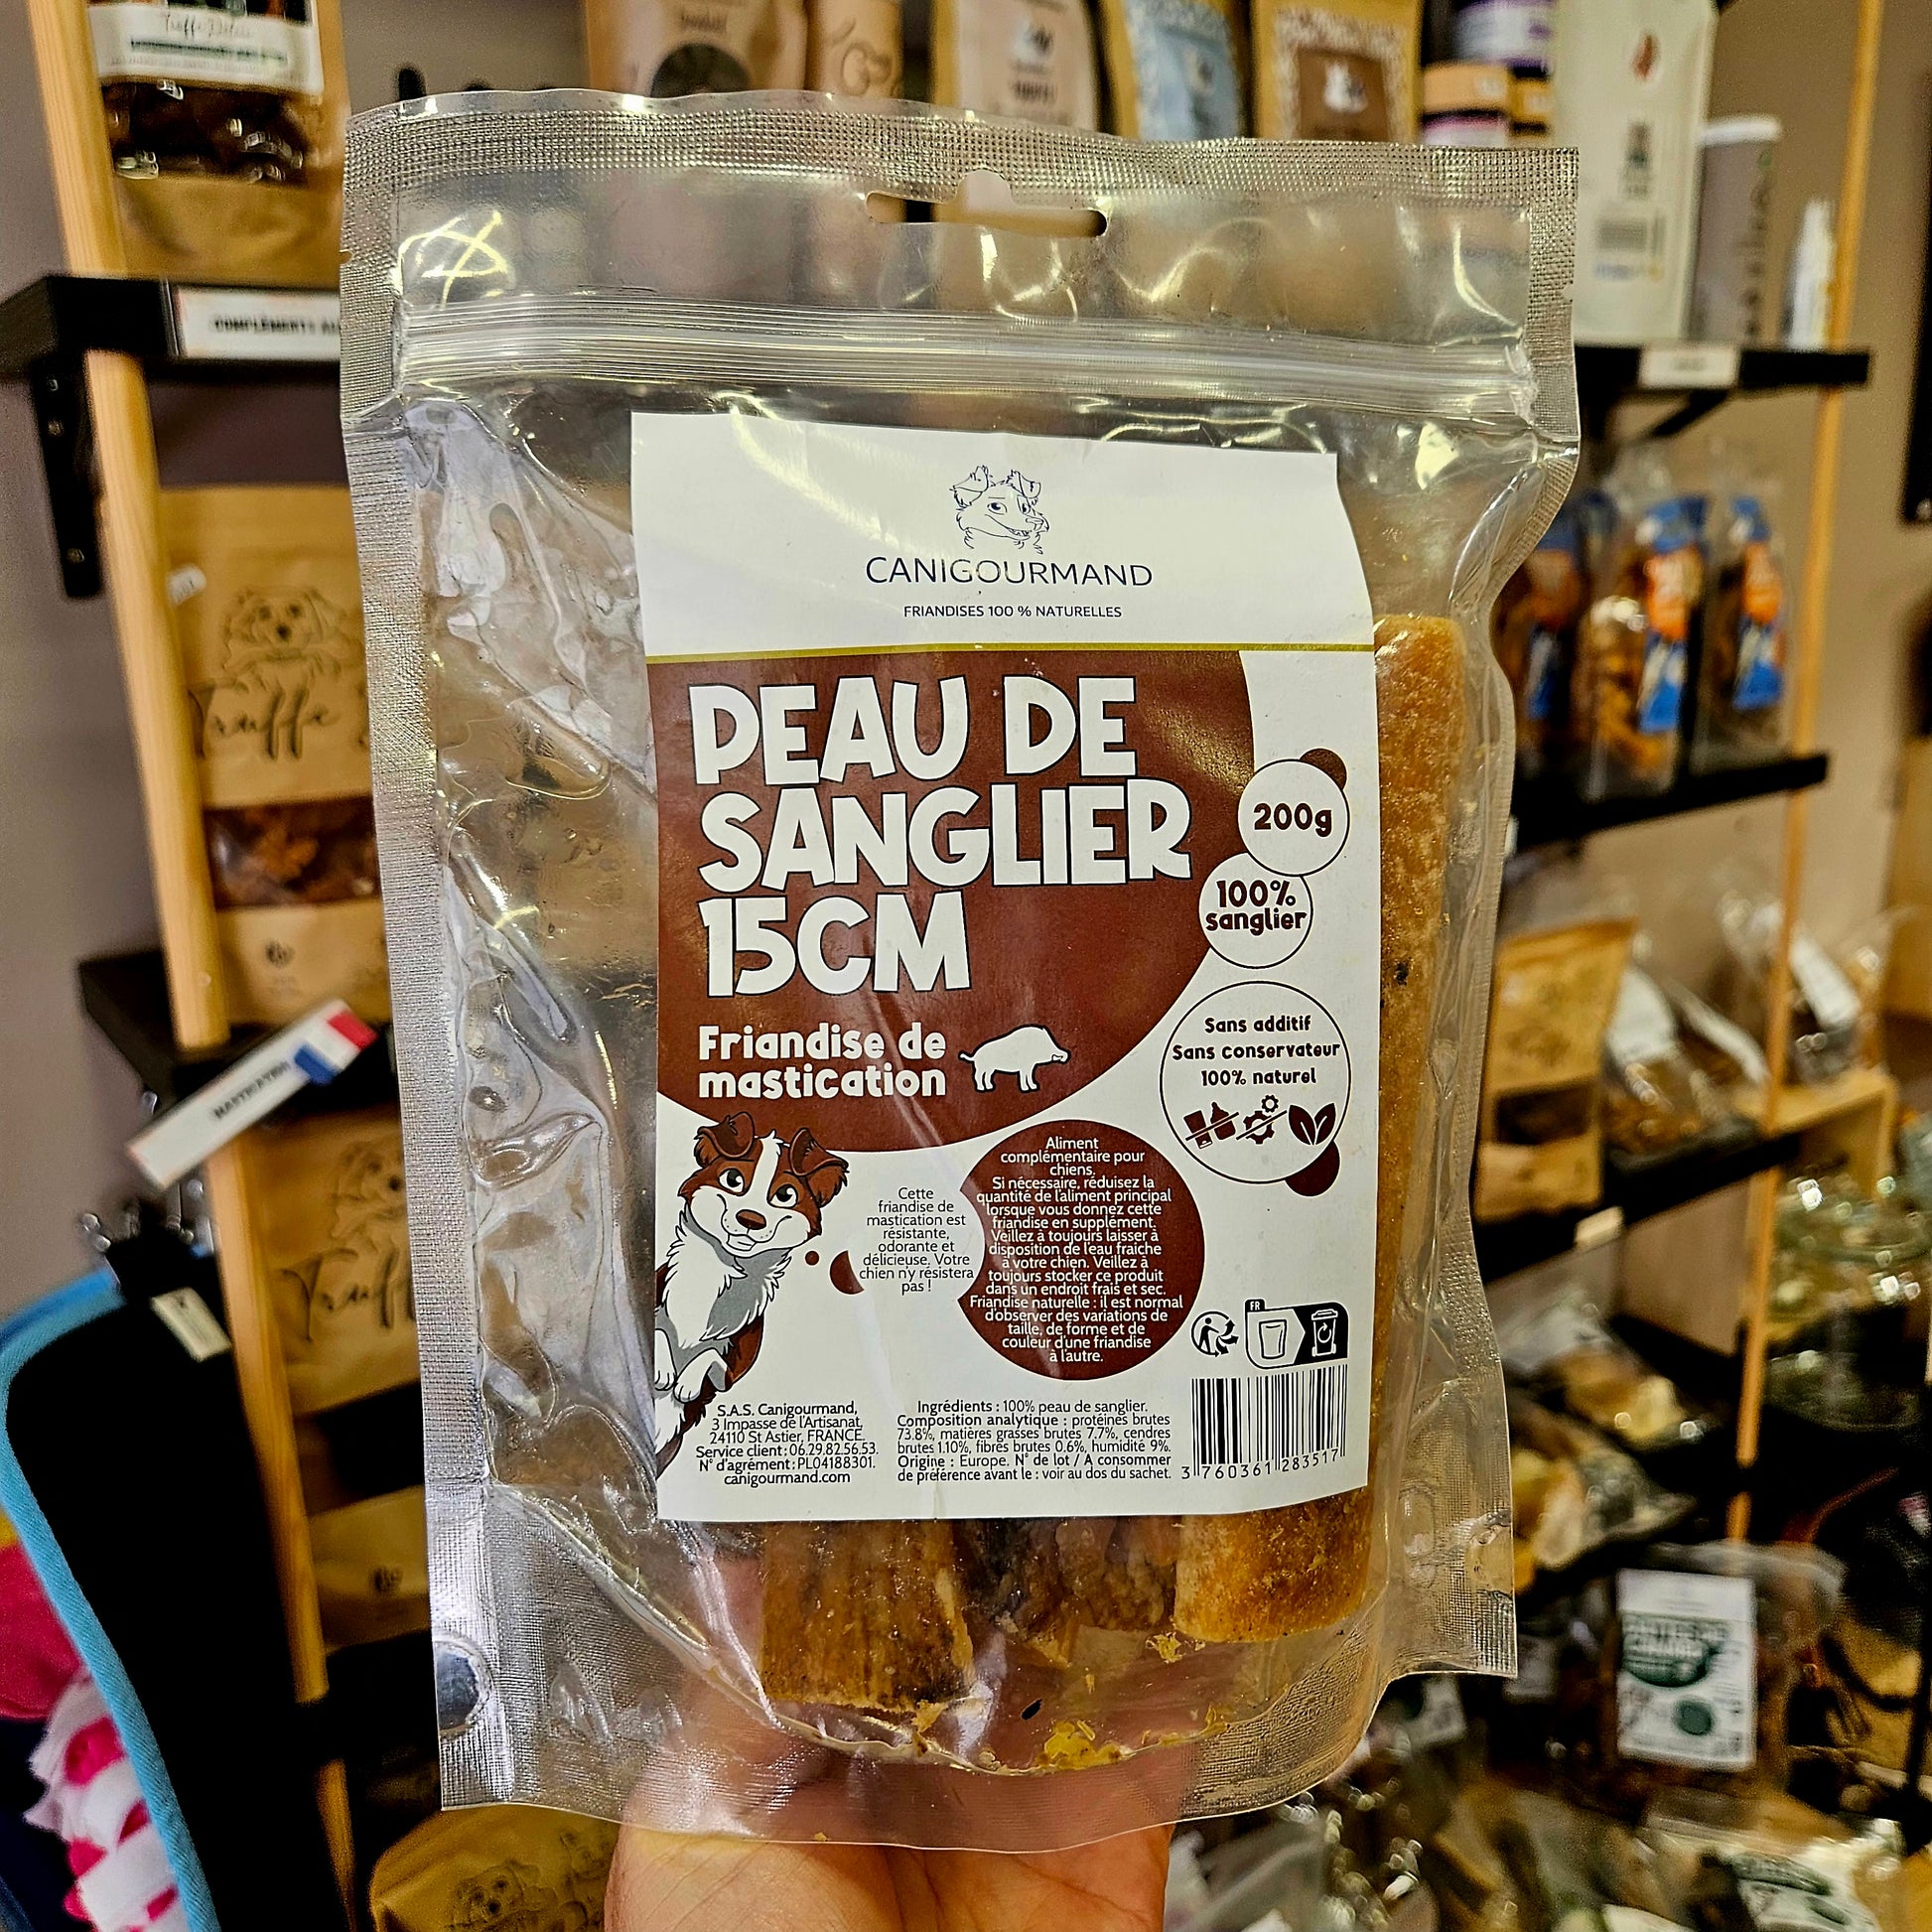 CANIGOURMAND
FRIANDISES 100 % NATURELLES
PEAU DE
SANGLIER
15CM
200g
100%
sanglier
Friandise de
mastication
Sans additif
Sans conservateur
100% naturel
Cette
friandise de
mastication est
résistante,
odorante et
délicieuse. Votre
chien n'y résistera
pas !
Aliment
complémentaire pour
chiens.
Si nécessaire, réduisez la
quantité de l'aliment principal
lorsque vous donnez cette
friandise en supplément.
Veillez à toujours laisser à
disposition de l'eau fraiche
à votre chien. Veillez à
toujours stocker ce produit
dans un endroit frais et sec.
Friandise naturelle : il est normal
d'observer des variations de
taille, de forme et de
couleur d'une friandise
à l'autre.
FR
S.A.S. Canigourmand,
3 Impasse de l'Artisanat,
24110 St Astier, FRANCE.
Service client : 06.29.82.56.53.
N° d'agrément : PL04188301.
canigourmand.com
Ingrédients : 100% peau de sanglier.
Composition analytique : protéines brutes
73.8%, matières grasses brutes 7.7%, cendres
brutes 1.10%, fibres brutes 0.6%, humidité 9%.
Origine : Europe. N° de lot / A consommer
de préférence avant le : voir au dos du sachet.
3 760361 283517
COMPLÉMENTS
Truffe
MASTICATION